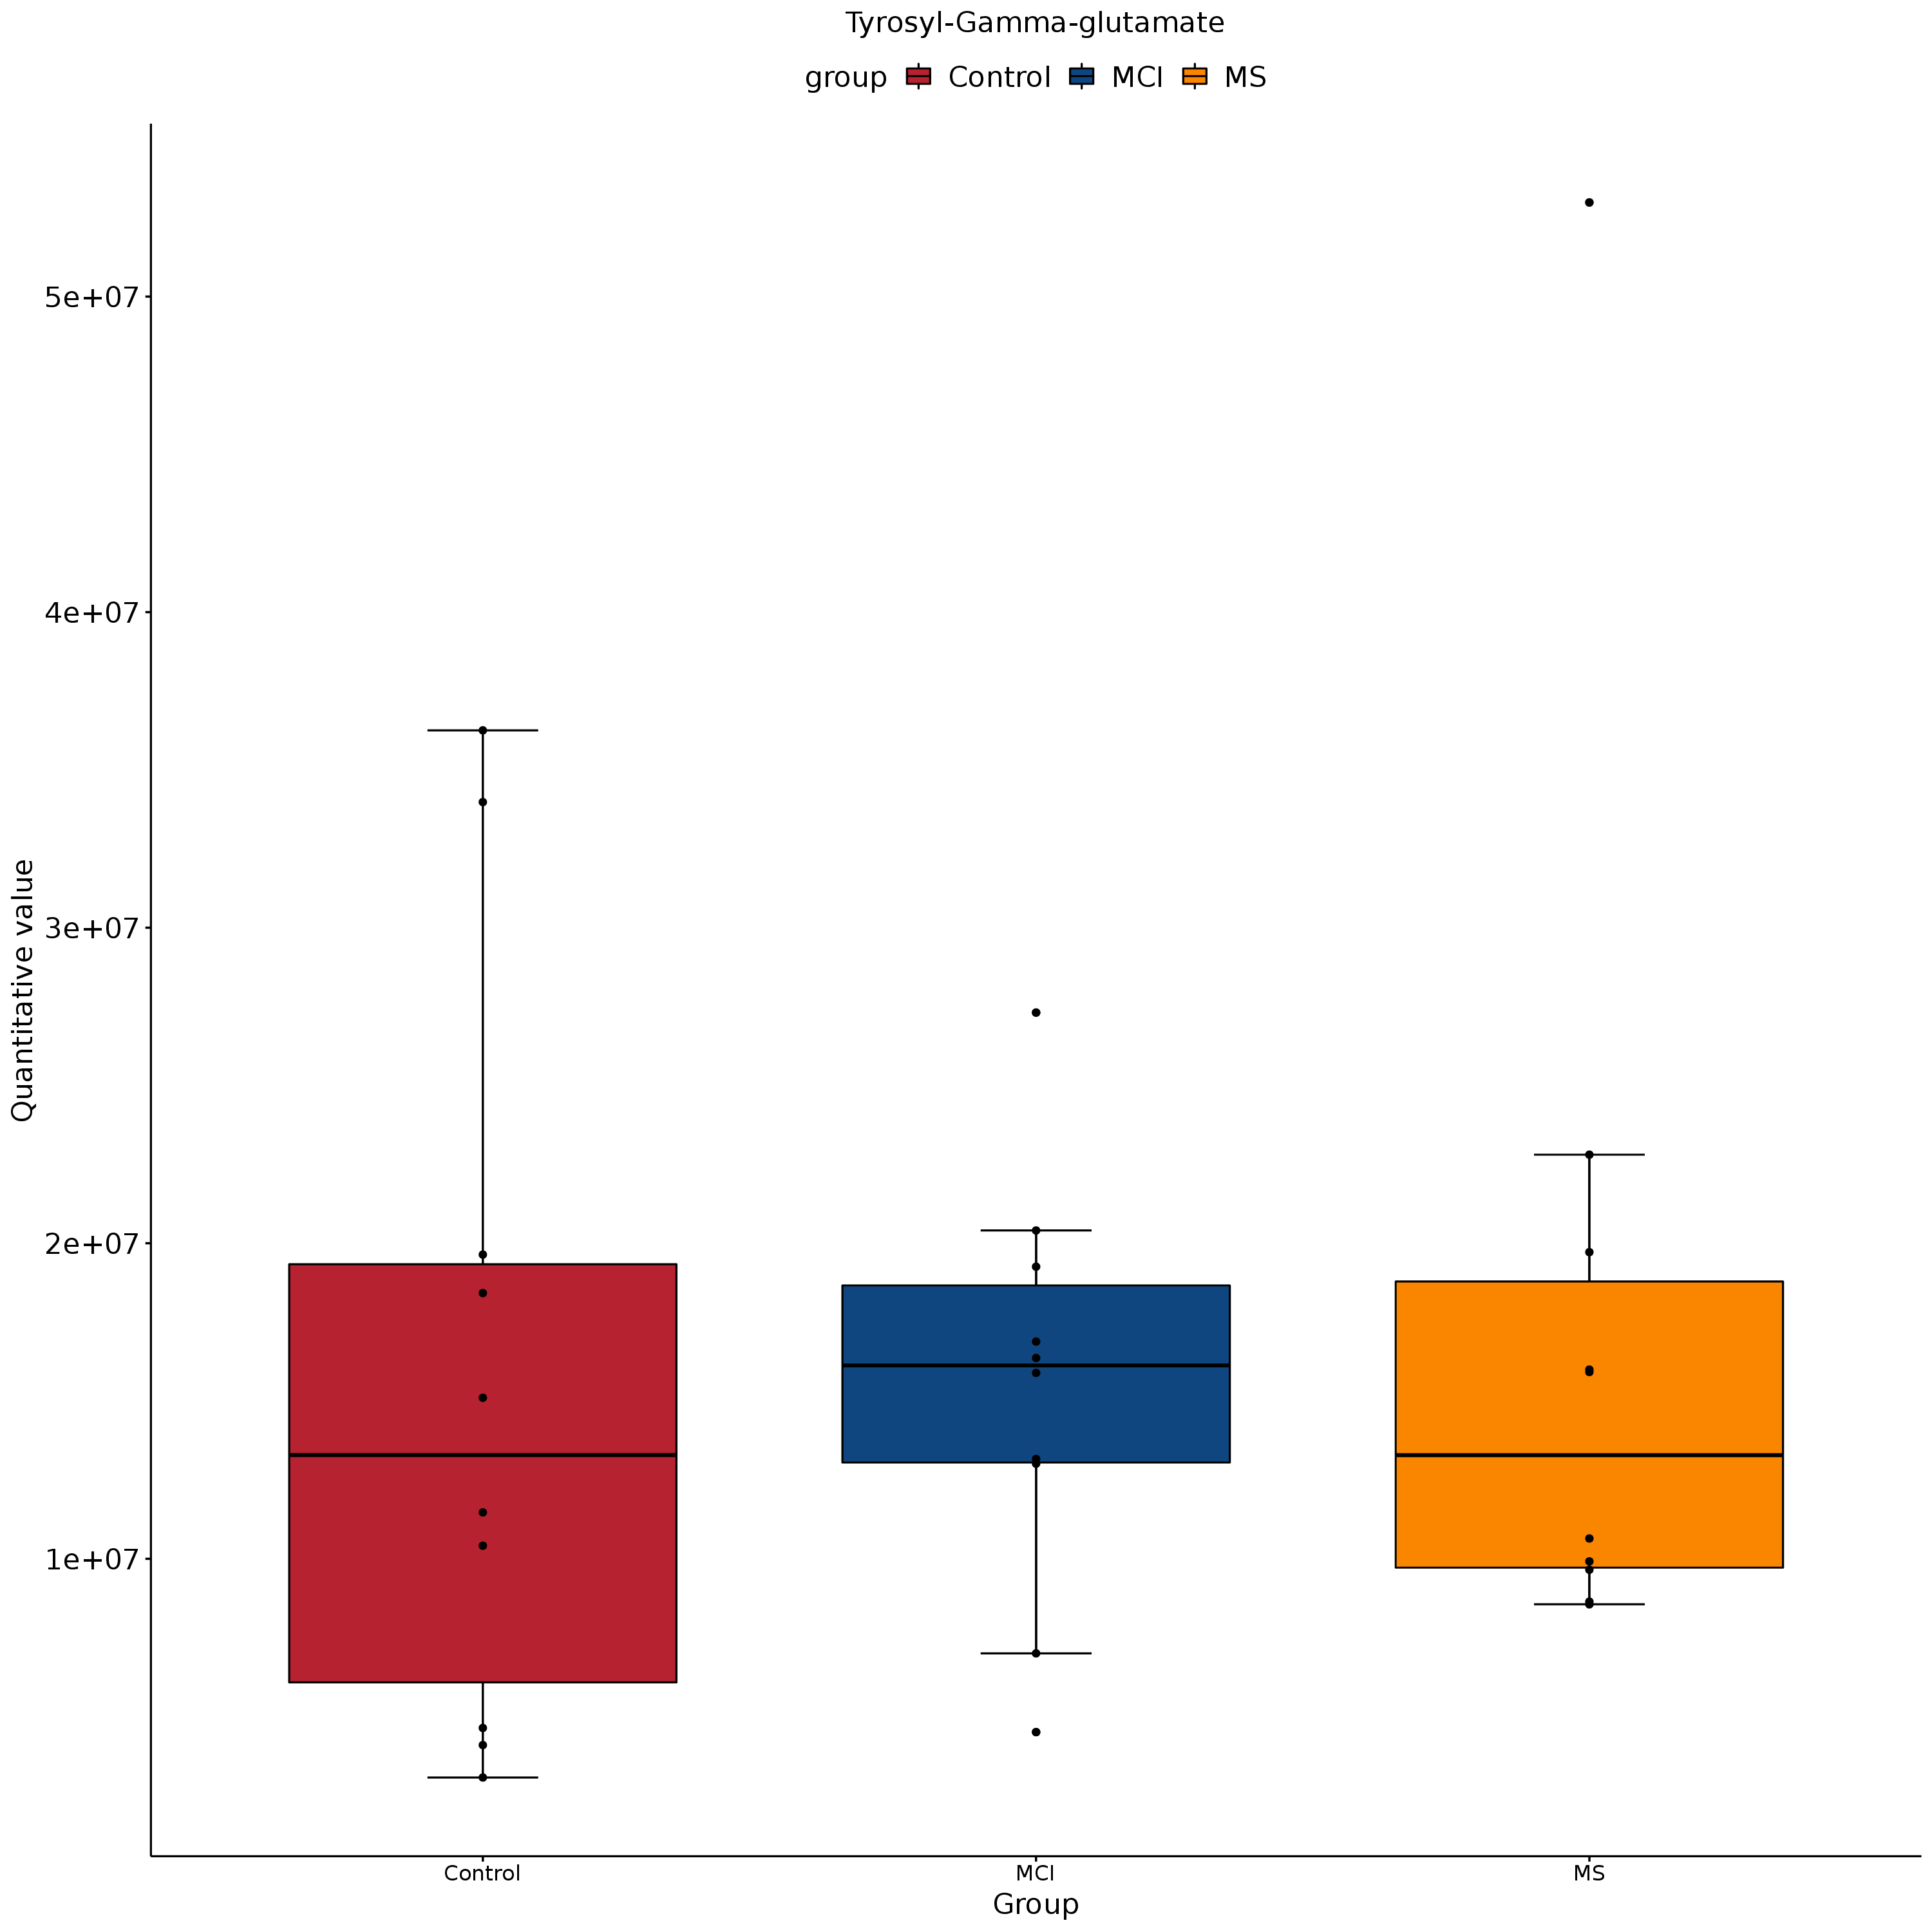 Tyrosyl-Gamma-glutamate
group Control MCI MS
Quantitative value
5e+07
4e+07
3e+07
2e+07
1e+07
Control MCI MS
Group